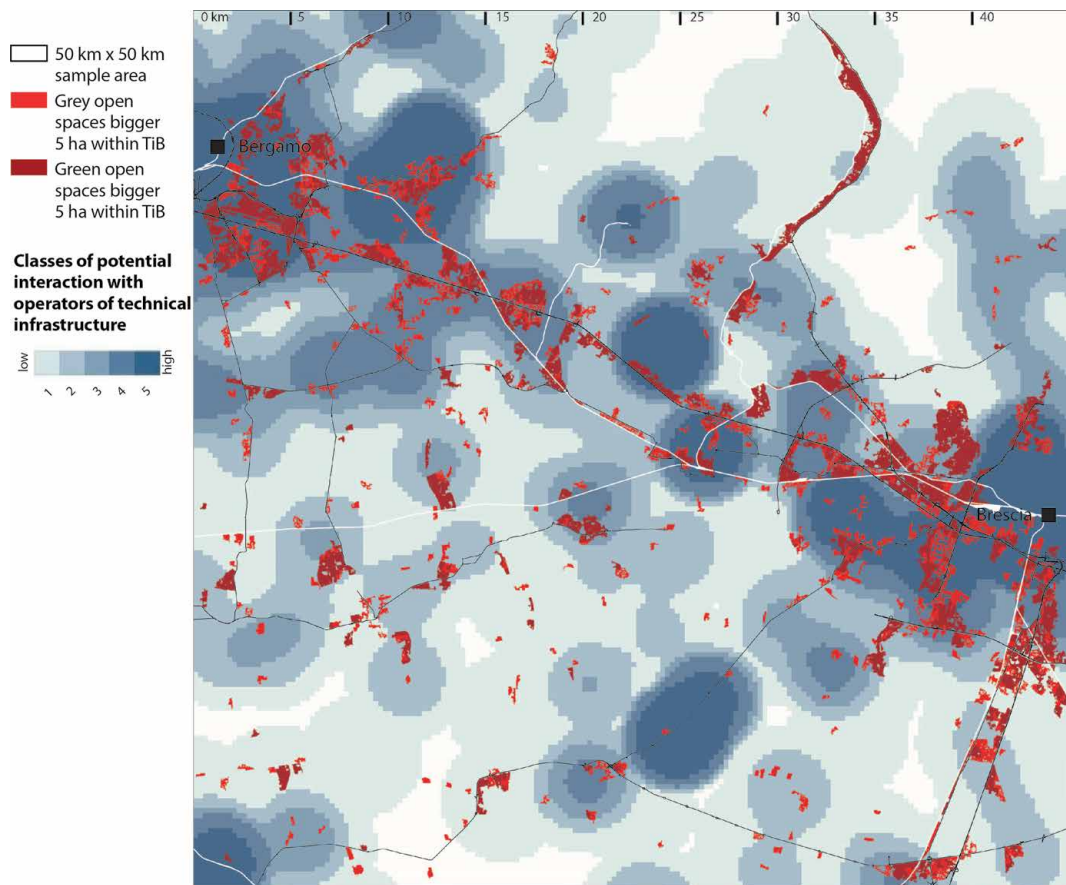 0 km 5 10 15 20 25 30 35 40
50 km x 50 km
sample area
Grey open
spaces bigger
5 ha within TiB
Green open
spaces bigger
5 ha within TiB
Classes of potential
interaction with
operators of technical
infrastructure
low high
1 2 3 4 5
Bergamo
Brescia